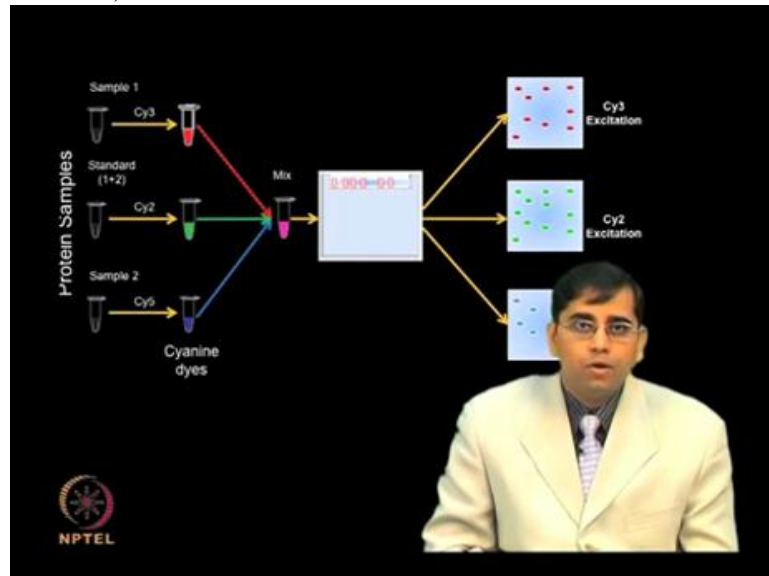 Sample 1
Cy3
Cy3
Excitation
Standard
(1+2)
Mix
Cy2
Cy2
Excitation
Protein Samples
Sample 2
Cy5
Cyanine
dyes
NPTEL